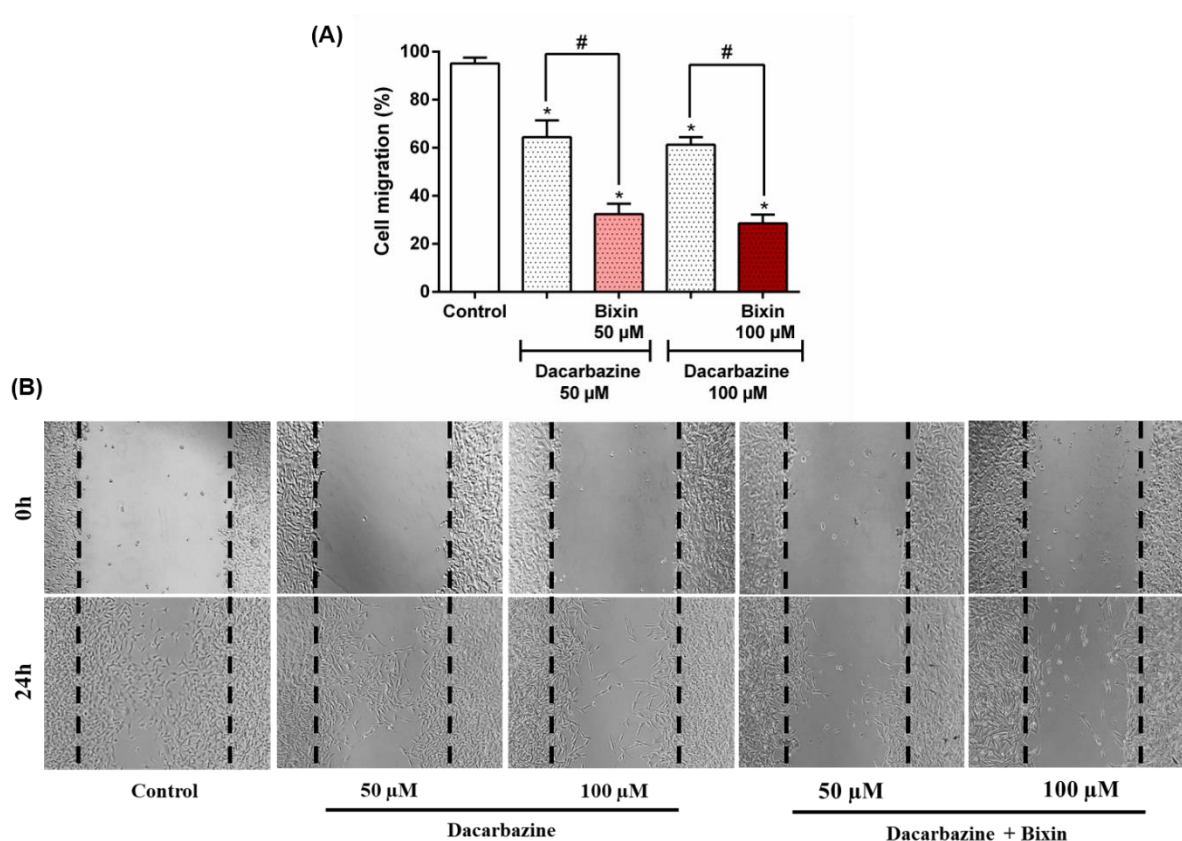 (A)
Cell migration (%)
100
80
60
40
20
0
#
#
*
*
*
*
Control
Bixin
50 µM
Bixin
100 µM
Dacarbazine
50 µM
Dacarbazine
100 µM
(B)
0h
24h
Control
50 µM
100 µM
50 µM
100 µM
Dacarbazine
Dacarbazine + Bixin